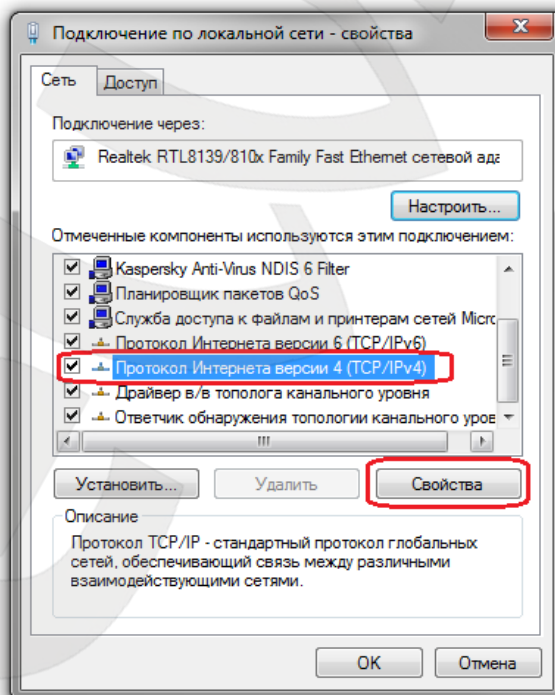 Подключение по локальной сети - свойства
Сеть
Доступ
Подключение через:
Realtek RTL8139/810x Family Fast Ethernet сетевой ада
Настроить...
Отмеченные компоненты используются этим подключением:
Kaspersky Anti-Virus NDIS 6 Filter
Планировщик пакетов QoS
Служба доступа к файлам и принтерам сетей Micro
Протокол Интернета версии 6 (TCP/IPv6)
Протокол Интернета версии 4 (TCP/IPv4)
Драйвер в/в тополога канального уровня
Ответчик обнаружения топологии канального уров
Установить...
Удалить
Свойства
Описание
Протокол TCP/IP - стандартный протокол глобальных
сетей, обеспечивающий связь между различными
взаимодействующими сетями.
OK
Отмена